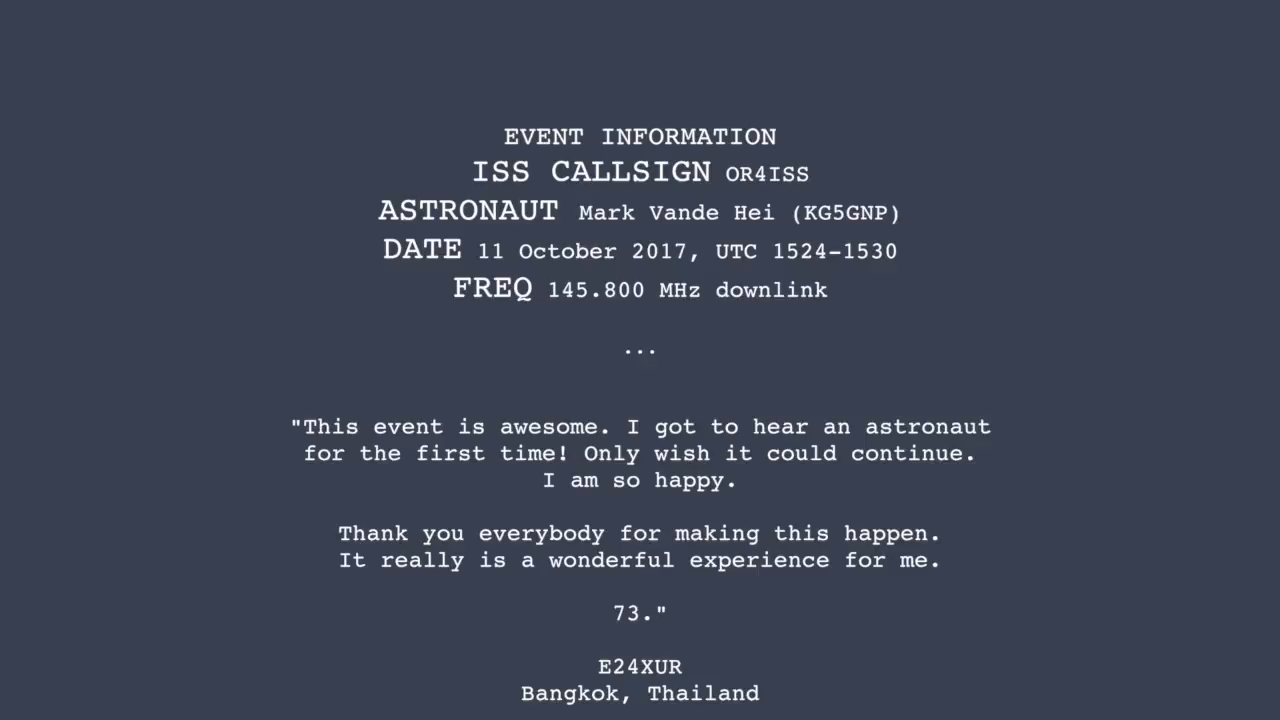 EVENT INFORMATION
ISS CALLSIGN OR4ISS
ASTRONAUT Mark Vande Hei (KG5GNP)
DATE 11 October 2017, UTC 1524-1530
FREQ 145.800 MHz downlink
...
"This event is awesome. I got to hear an astronaut
for the first time! Only wish it could continue.
I am so happy.
Thank you everybody for making this happen.
It really is a wonderful experience for me.
73."
E24XUR
Bangkok, Thailand